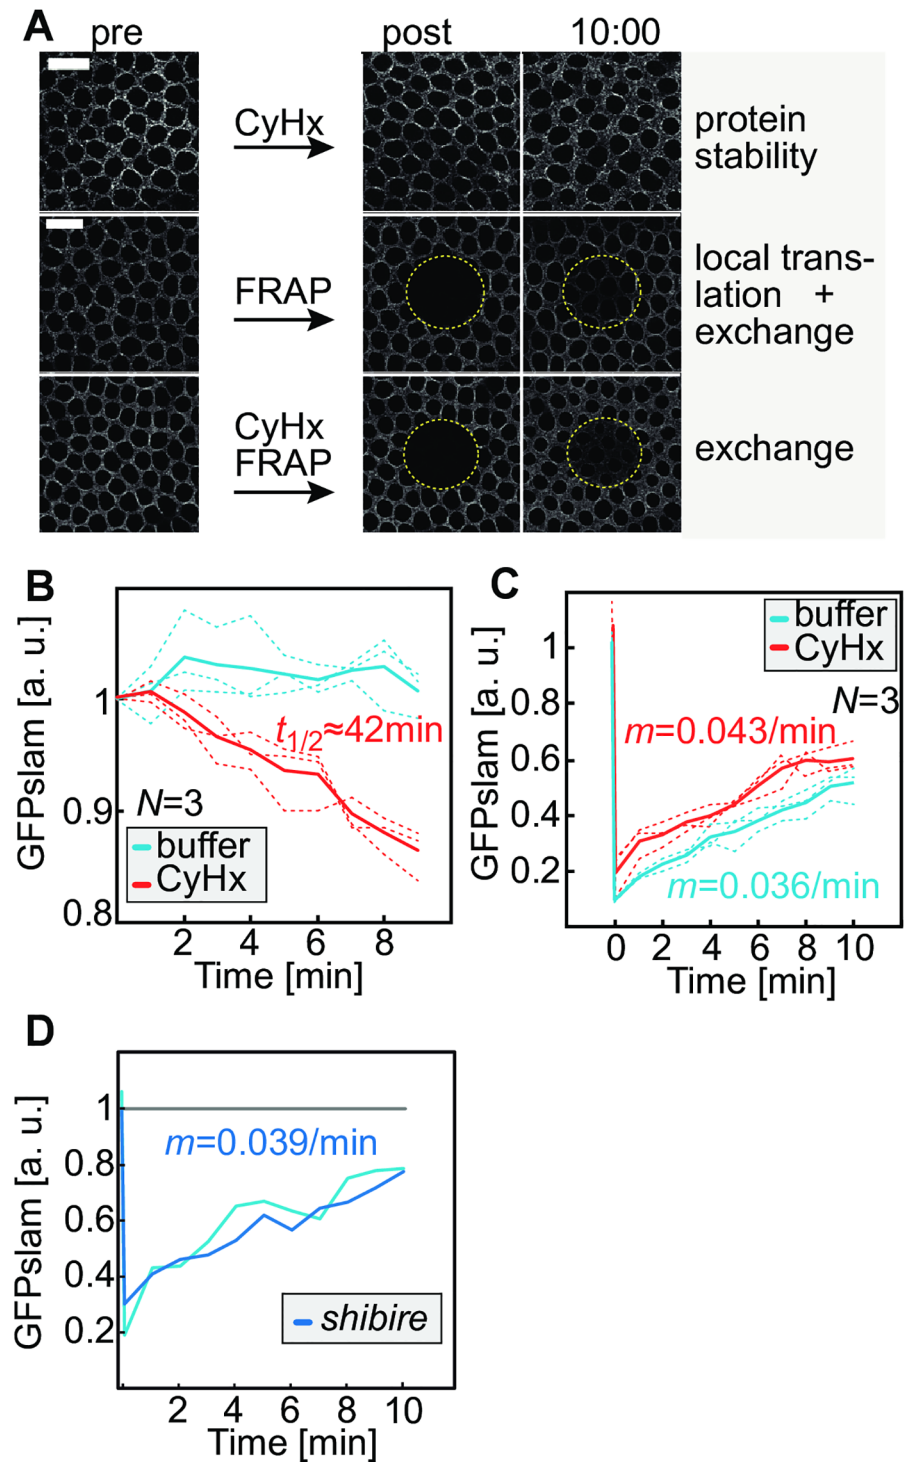 A
pre
post
10:00
CyHx
protein
stability
FRAP
local trans-
lation +
exchange
CyHx
FRAP
exchange
B
GFPslam [a. u.]
1
0.9
0.8
t1/2≈42min
N=3
buffer
CyHx
2 4 6 8
Time [min]
C
GFPslam [a. u.]
1
0.8
0.6
0.4
0.2
buffer
CyHx
N=3
m=0.043/min
m=0.036/min
0 2 4 6 8 10
Time [min]
D
GFPslam [a. u.]
1
0.8
0.6
0.4
0.2
m=0.039/min
shibire
2 4 6 8 10
Time [min]